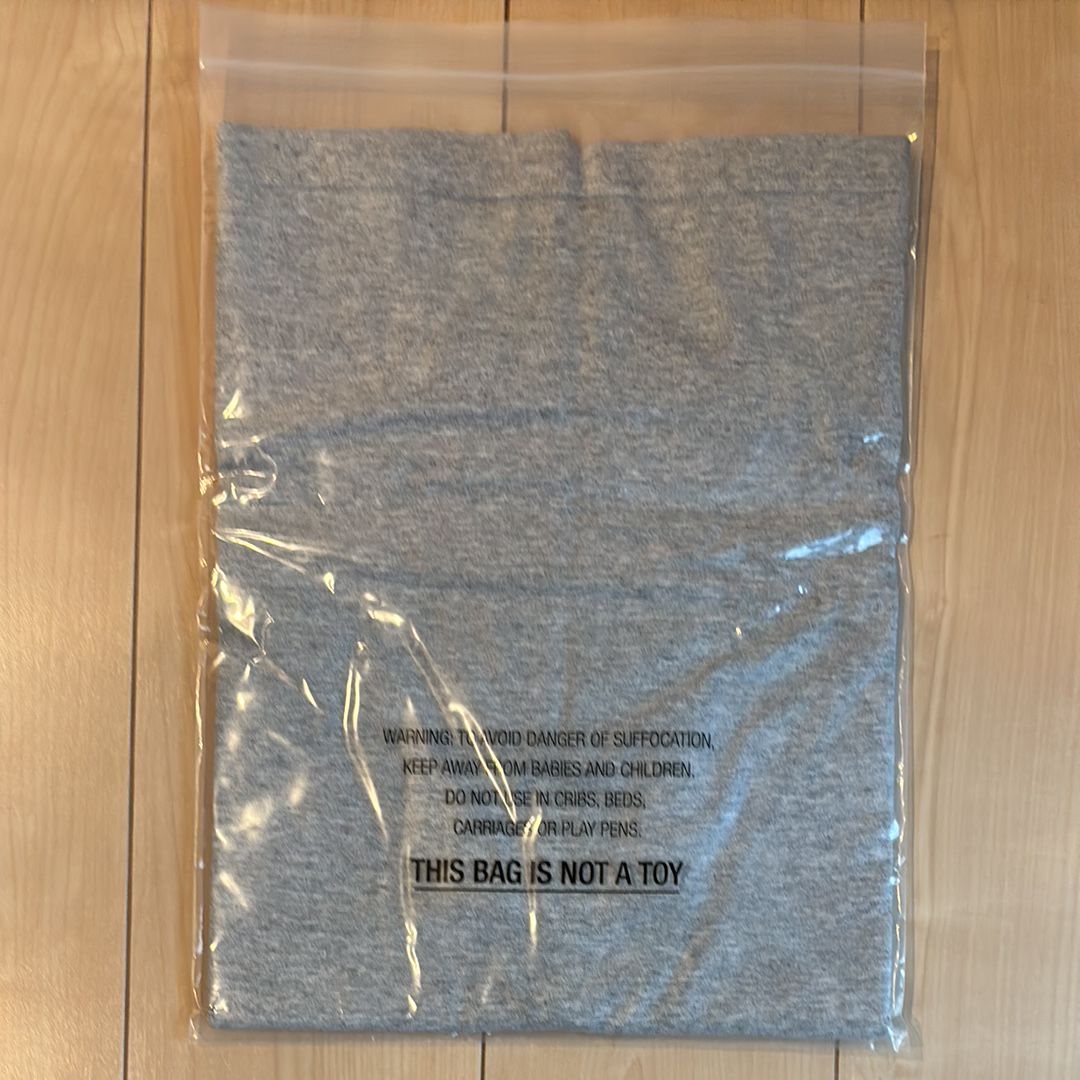 WARNING: TO AVOID DANGER OF SUFFOCATION,
KEEP AWAY FROM BABIES AND CHILDREN.
DO NOT USE IN CRIBS, BEDS,
CARRIAGES OR PLAY PENS.
THIS BAG IS NOT A TOY